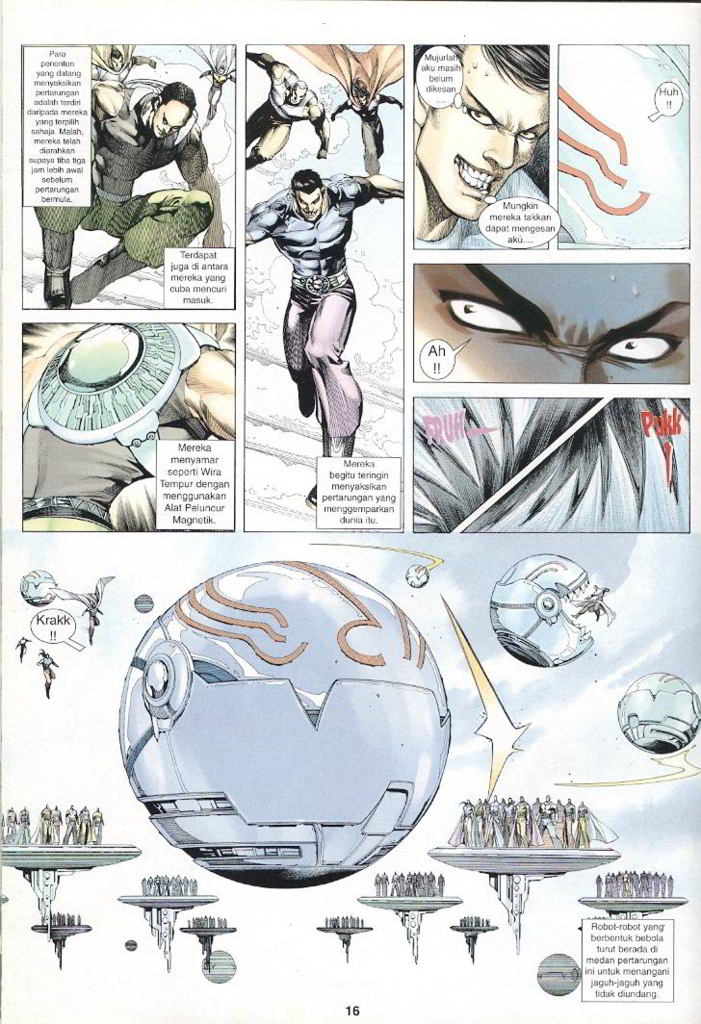 Para
penonton
yang datang
menyaksikan
pertarungan
adalah terdiri
daripada mereka
yang terpilih
sahaja. Malah,
mereka telah
diarahkan
supaya tiba tiga
jam lebih awal
sebelum
pertarungan
bermula.
Terdapat
juga di antara
mereka yang
cuba mencuri
masuk.
Mereka
begitu teringin
menyaksikan
pertarungan yang
menggemparkan
dunia itu.
Mujurlah
aku masih
belum
dikesan
....
Mungkin
mereka takkan
dapat mengesan
aku....
Huh
!!
Ah
!!
Mereka
menyamar
seperti Wira
Tempur dengan
menggunakan
Alat Peluncur
Magnetik.
FRUH
PUKK
!
Krakk
!!
Robot-robot yang
berbentuk bebola
turut berada di
medan pertarungan
ini untuk menangani
jaguh-jaguh yang
tidak diundang.
16